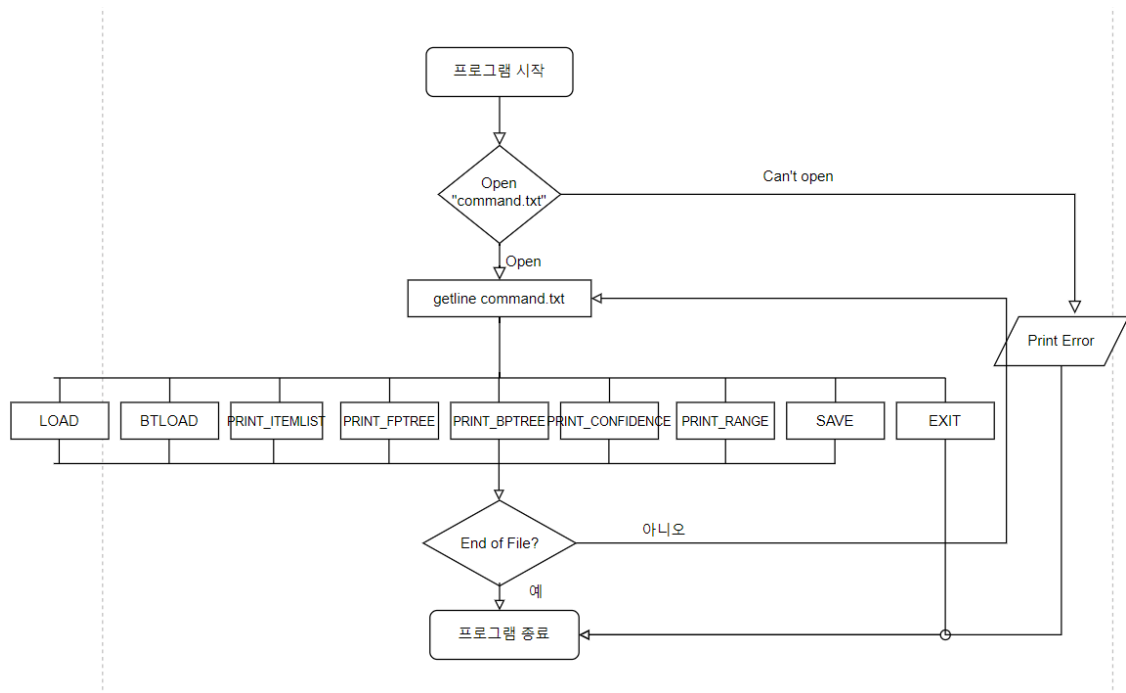 프로그램 시작
Open
"command.txt"
Can't open
Open
getline command.txt
Print Error
LOAD
BTLOAD
PRINT_ITEMLIST
PRINT_FPTREE
PRINT_BPTREE
PRINT_CONFIDENCE
PRINT_RANGE
SAVE
EXIT
End of File?
아니오
예
프로그램 종료